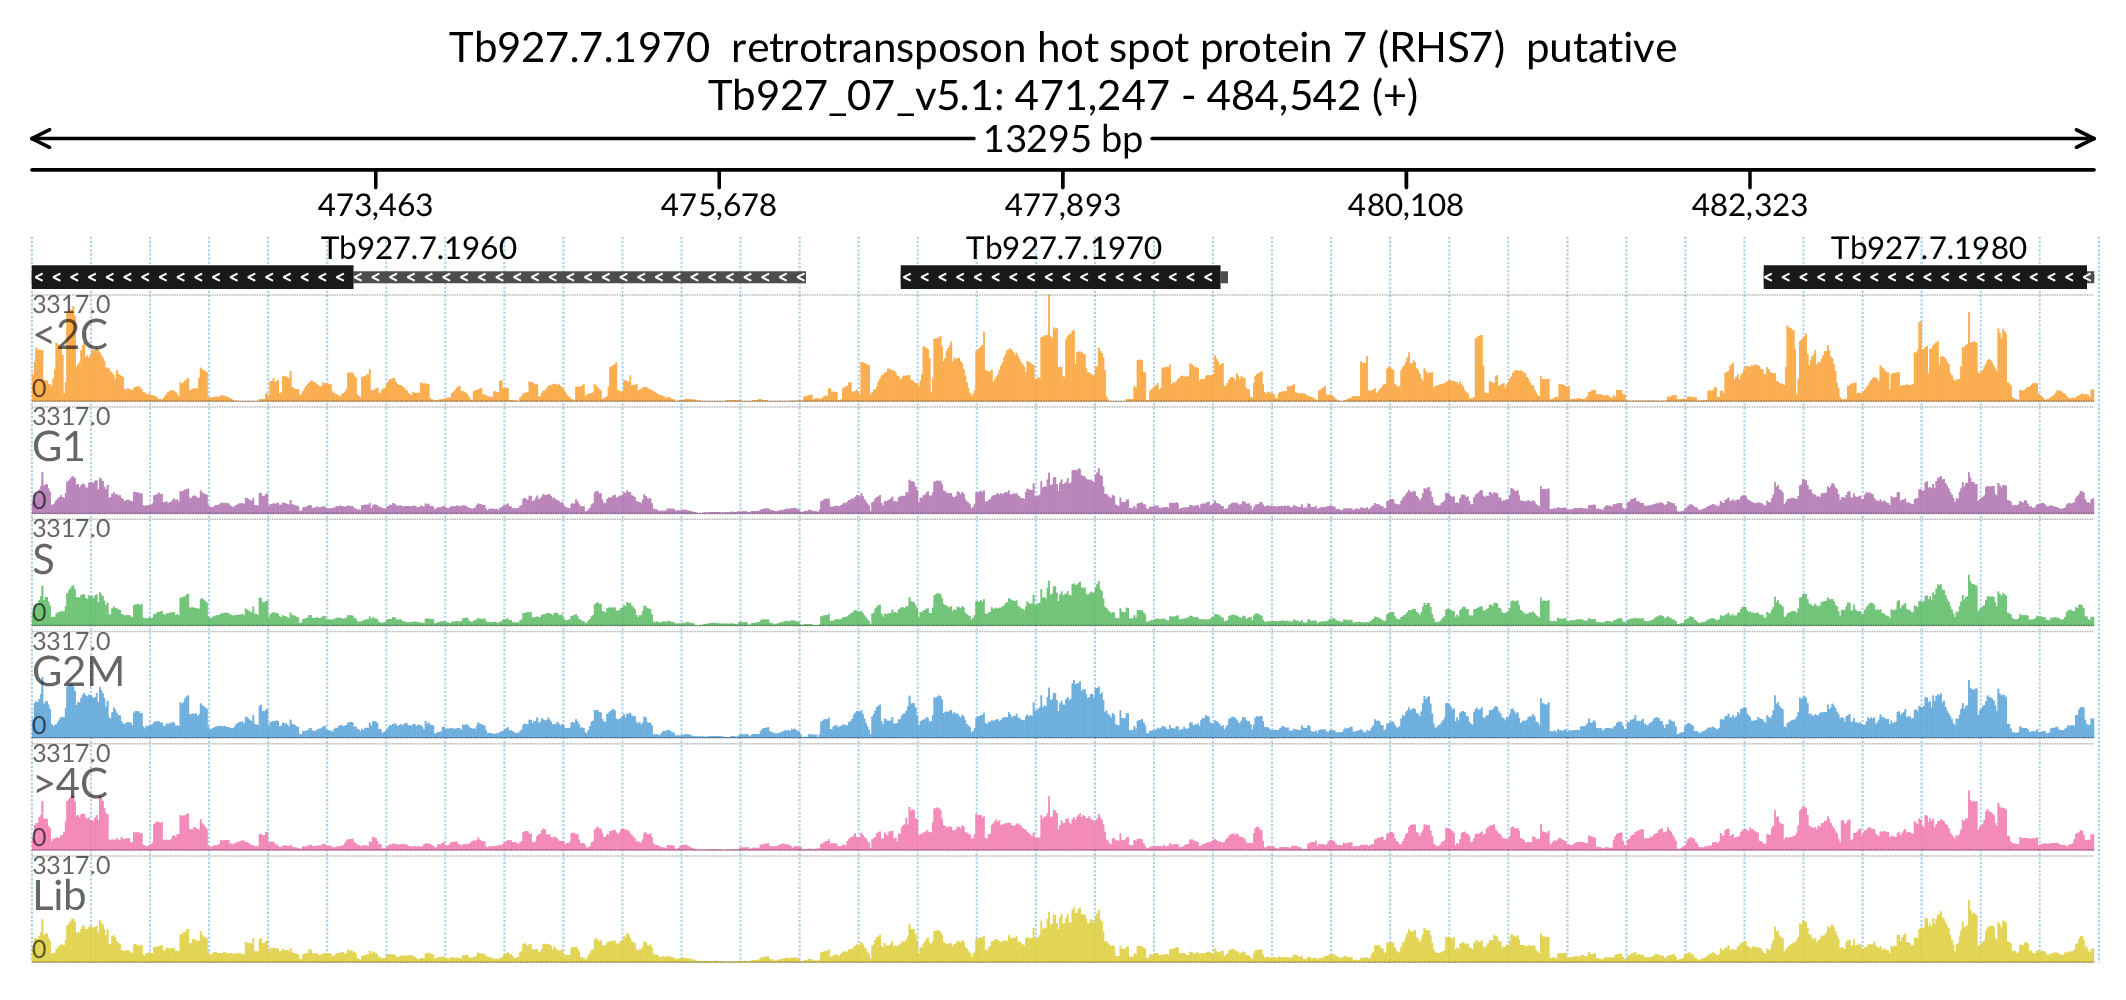 Tb927.7.1970 retrotransposon hot spot protein 7 (RHS7) putative
Tb927_07_v5.1: 471,247 - 484,542 (+)
13295 bp
473,463 475,678 477,893 480,108 482,323
Tb927.7.1960 Tb927.7.1970 Tb927.7.1980
3317.0
<2C
0
3317.0
G1
0
3317.0
S
0
3317.0
G2M
0
3317.0
>4C
0
3317.0
Lib
0